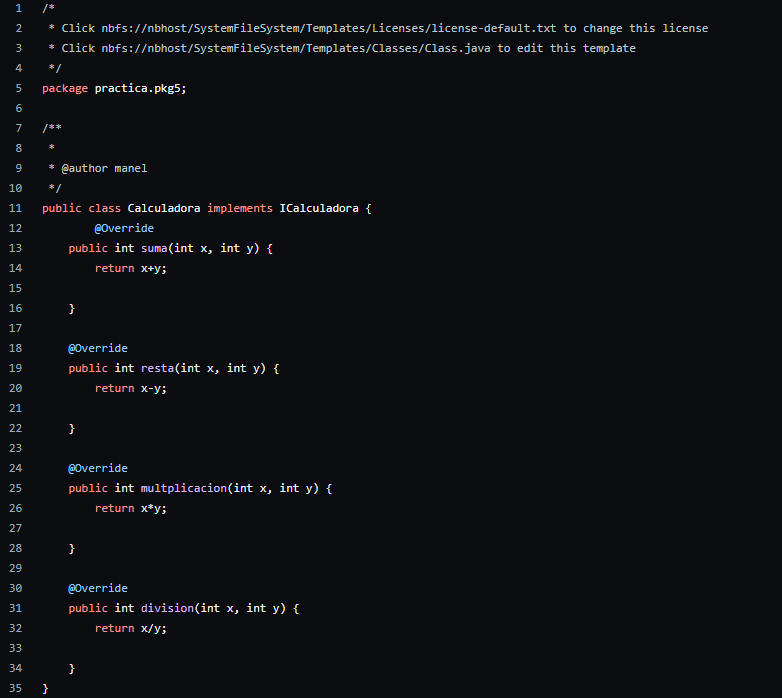 1 /*
2  * Click nbfs://nbhost/SystemFileSystem/Templates/Licenses/license-default.txt to change this license
3  * Click nbfs://nbhost/SystemFileSystem/Templates/Classes/Class.java to edit this template
4  */
5 package practica.pkg5;
6
7 /**
8  *
9  * @author manel
10  */
11 public class Calculadora implements ICalculadora {
12         @Override
13     public int suma(int x, int y) {
14         return x+y;
15
16     }
17
18     @Override
19     public int resta(int x, int y) {
20         return x-y;
21
22     }
23
24     @Override
25     public int multplicacion(int x, int y) {
26         return x*y;
27
28     }
29
30     @Override
31     public int division(int x, int y) {
32         return x/y;
33
34     }
35 }